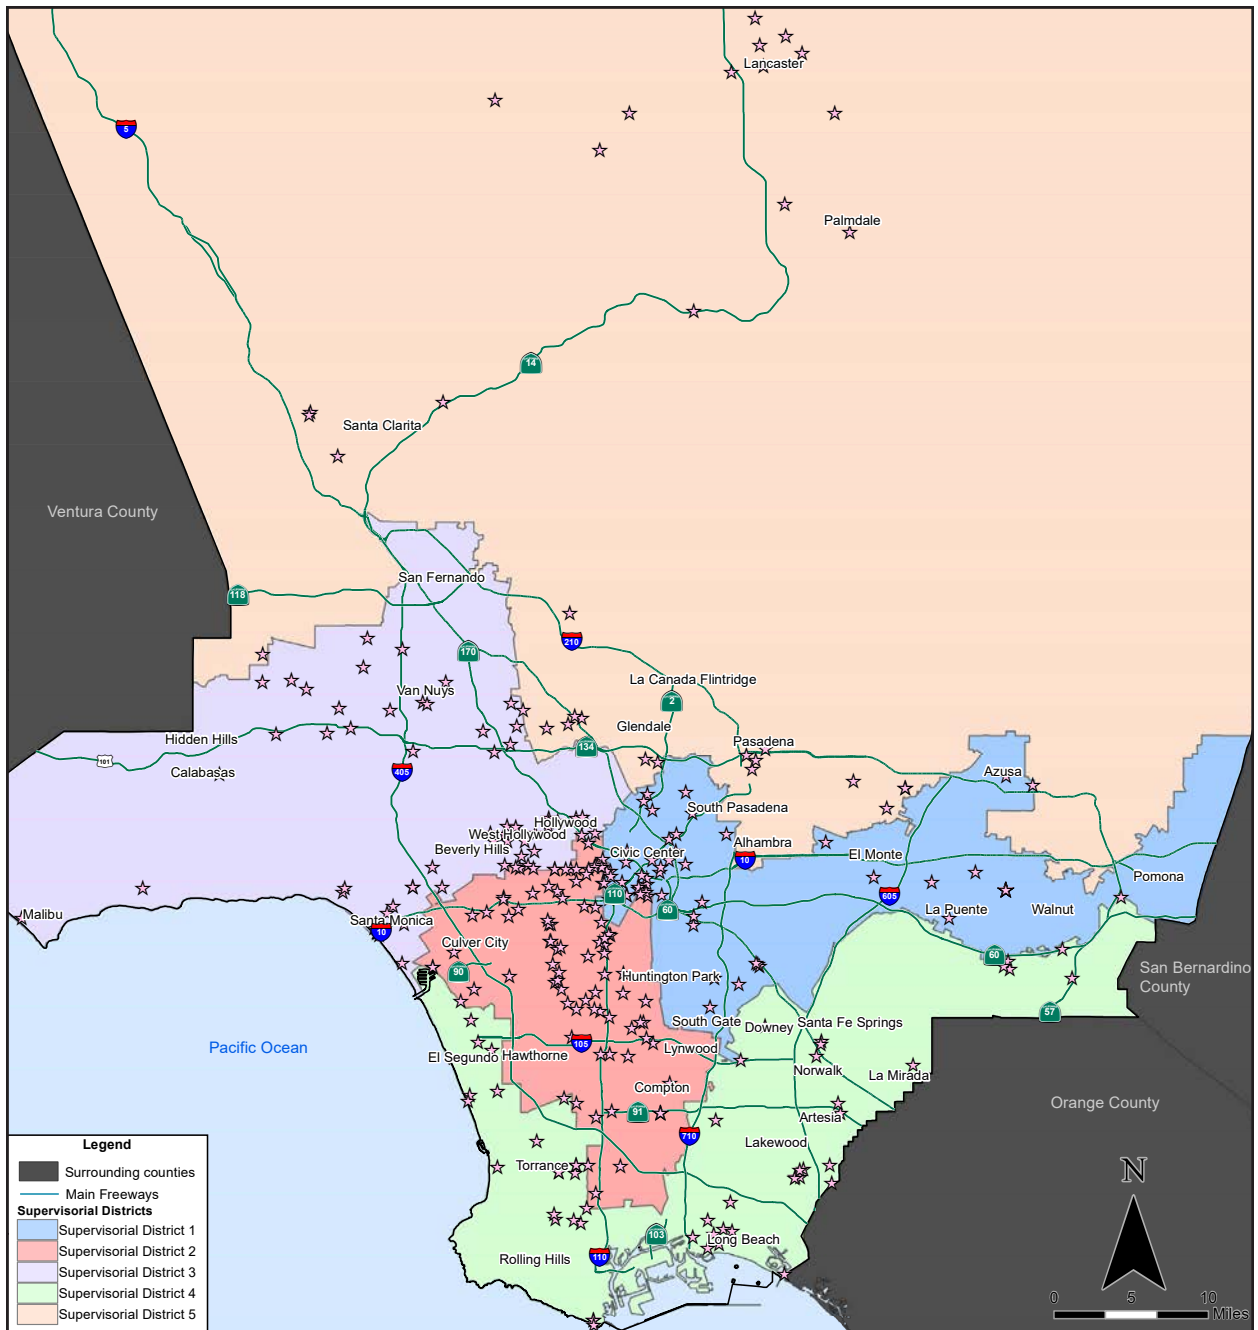 Lancaster
5
Palmdale
14
Santa Clarita
Ventura County
San Fernando
118
210
170
La Canada Flintridge
Van Nuys
2
Glendale
Hidden Hills
134
Pasadena
101
Calabasas
405
Azusa
South Pasadena
Hollywood
West Hollywood
Alhambra
Beverly Hills
Civic Center
10
El Monte
Pomona
110
605
Malibu
Santa Monica
60
La Puente
Walnut
10
Culver City
60
90
Huntington Park
San Bernardino
County
57
South Gate
Downey
Santa Fe Springs
Pacific Ocean
105
Lynwood
El Segundo
Hawthorne
Norwalk
La Mirada
Compton
Orange County
91
Artesia
710
Lakewood
Torrance
N
103
Long Beach
Rolling Hills
110
0
5
10
Miles
Legend
Surrounding counties
Main Freeways
Supervisorial Districts
Supervisorial District 1
Supervisorial District 2
Supervisorial District 3
Supervisorial District 4
Supervisorial District 5